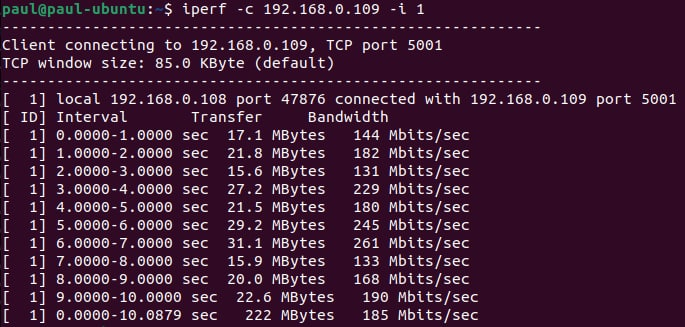 paul@paul-ubuntu:~$ iperf -c 192.168.0.109 -i 1
------------------------------------------------------------
Client connecting to 192.168.0.109, TCP port 5001
TCP window size: 85.0 KByte (default)
------------------------------------------------------------
[  1] local 192.168.0.108 port 47876 connected with 192.168.0.109 port 5001
[ ID] Interval       Transfer     Bandwidth
[  1] 0.0000-1.0000 sec  17.1 MBytes   144 Mbits/sec
[  1] 1.0000-2.0000 sec  21.8 MBytes   182 Mbits/sec
[  1] 2.0000-3.0000 sec  15.6 MBytes   131 Mbits/sec
[  1] 3.0000-4.0000 sec  27.2 MBytes   229 Mbits/sec
[  1] 4.0000-5.0000 sec  21.5 MBytes   180 Mbits/sec
[  1] 5.0000-6.0000 sec  29.2 MBytes   245 Mbits/sec
[  1] 6.0000-7.0000 sec  31.1 MBytes   261 Mbits/sec
[  1] 7.0000-8.0000 sec  15.9 MBytes   133 Mbits/sec
[  1] 8.0000-9.0000 sec  20.0 MBytes   168 Mbits/sec
[  1] 9.0000-10.0000 sec  22.6 MBytes   190 Mbits/sec
[  1] 0.0000-10.0879 sec   222 MBytes   185 Mbits/sec